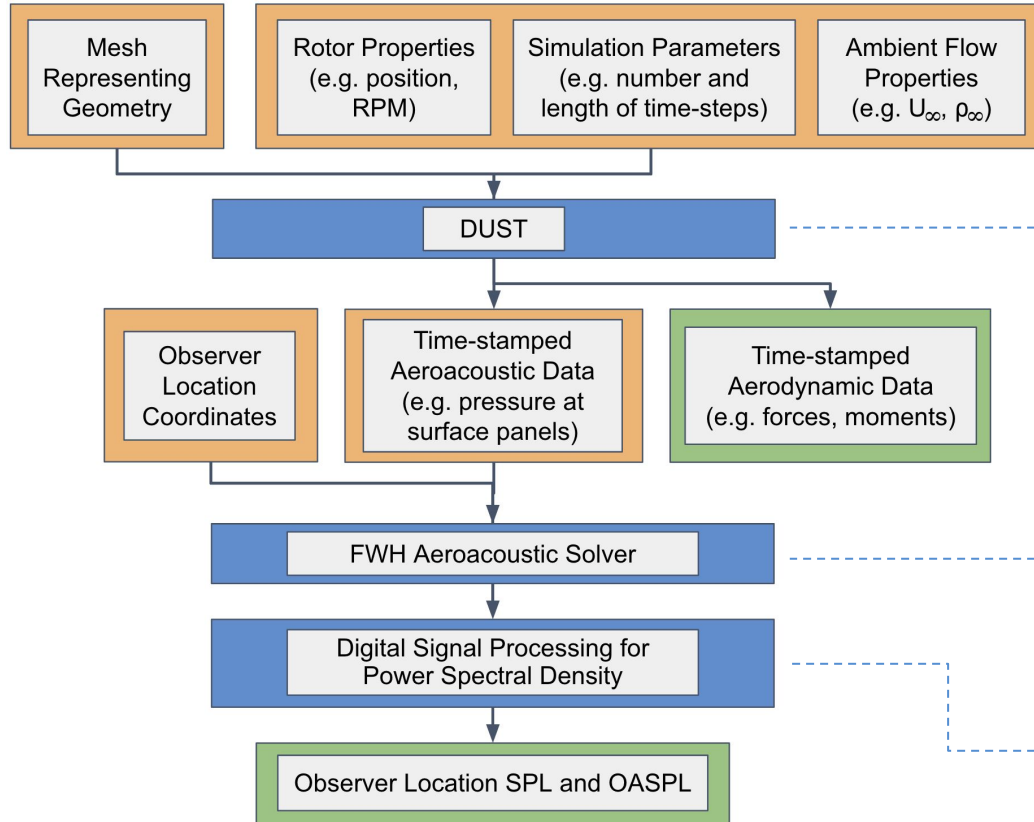 Mesh
Representing
Geometry
Rotor Properties
(e.g. position,
RPM)
Simulation Parameters
(e.g. number and
length of time-steps)
Ambient Flow
Properties
(e.g. U∞, ρ∞)
DUST
Observer
Location
Coordinates
Time-stamped
Aeroacoustic Data
(e.g. pressure at
surface panels)
Time-stamped
Aerodynamic Data
(e.g. forces, moments)
FWH Aeroacoustic Solver
Digital Signal Processing for
Power Spectral Density
Observer Location SPL and OASPL